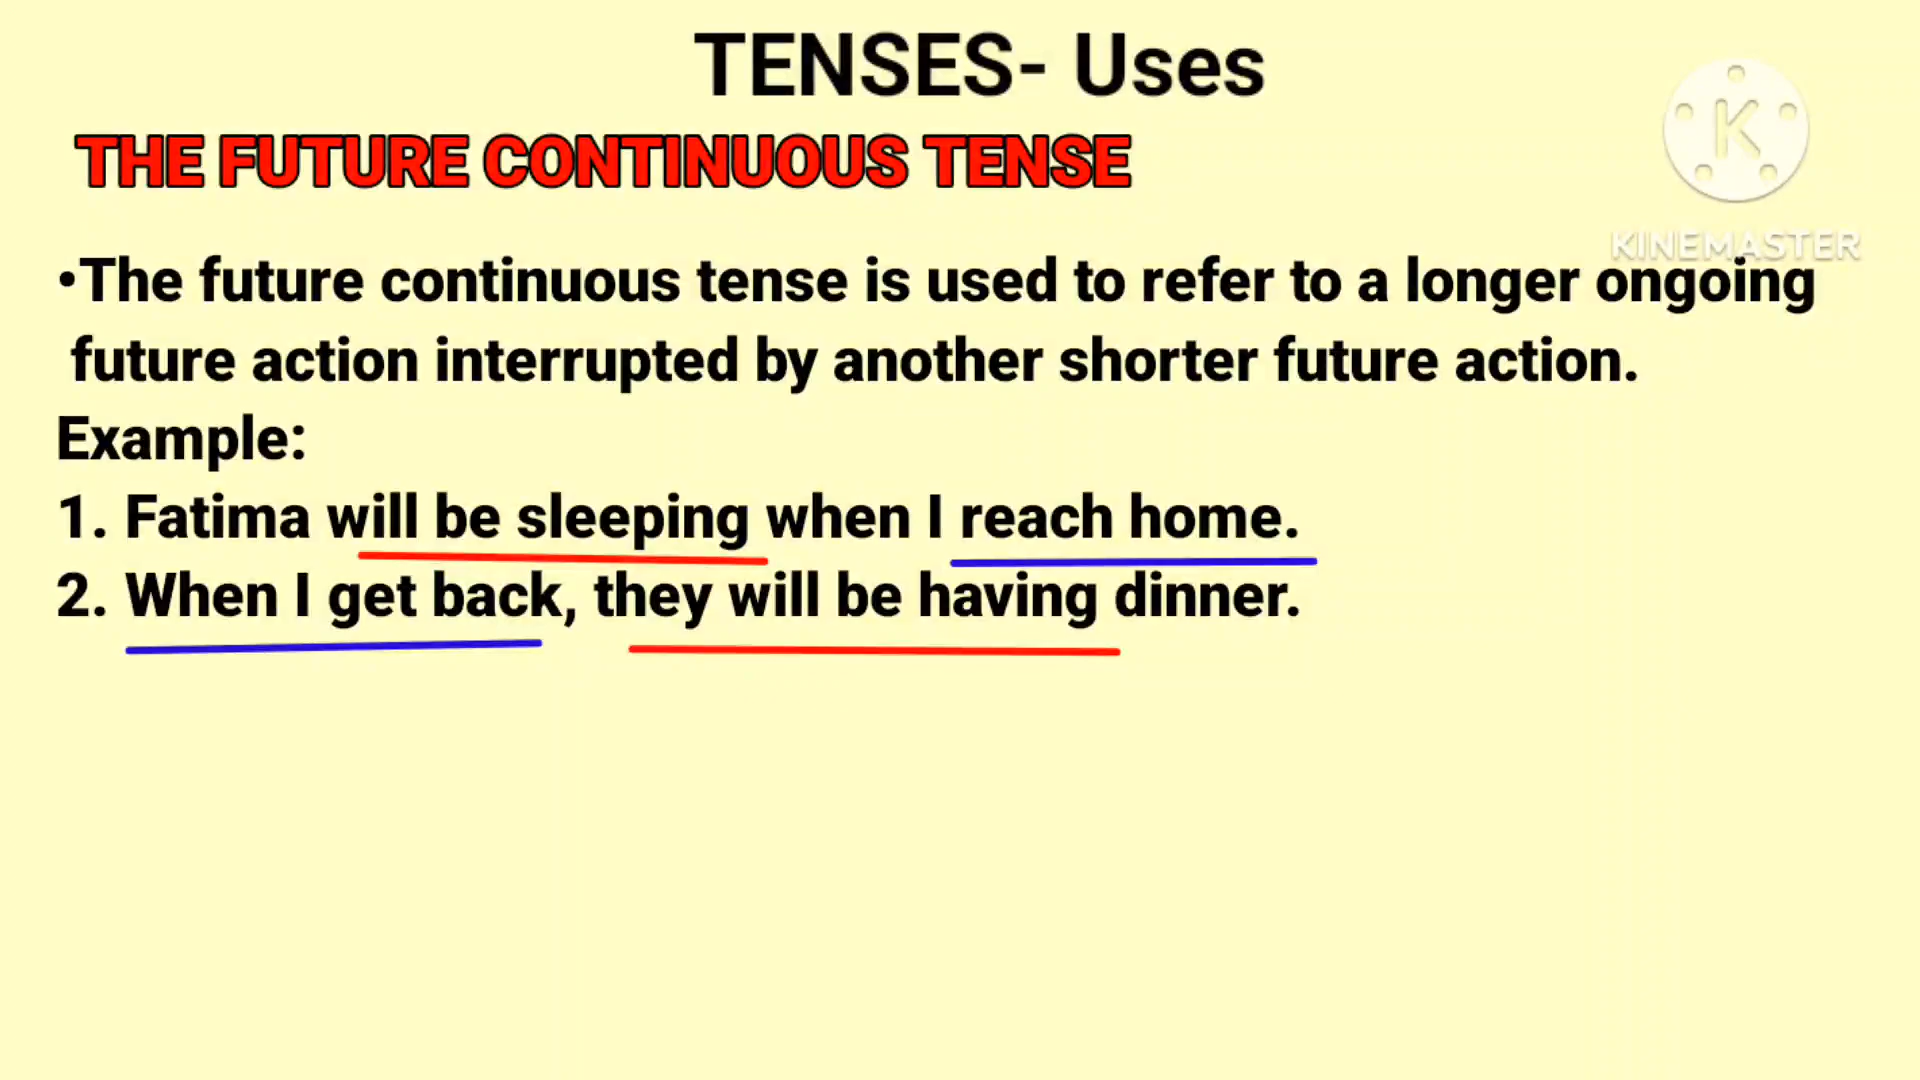 TENSES- Uses
THE FUTURE CONTINUOUS TENSE
K
KINEMASTER
•The future continuous tense is used to refer to a longer ongoing
future action interrupted by another shorter future action.
Example:
1. Fatima will be sleeping when I reach home.
2. When I get back, they will be having dinner.